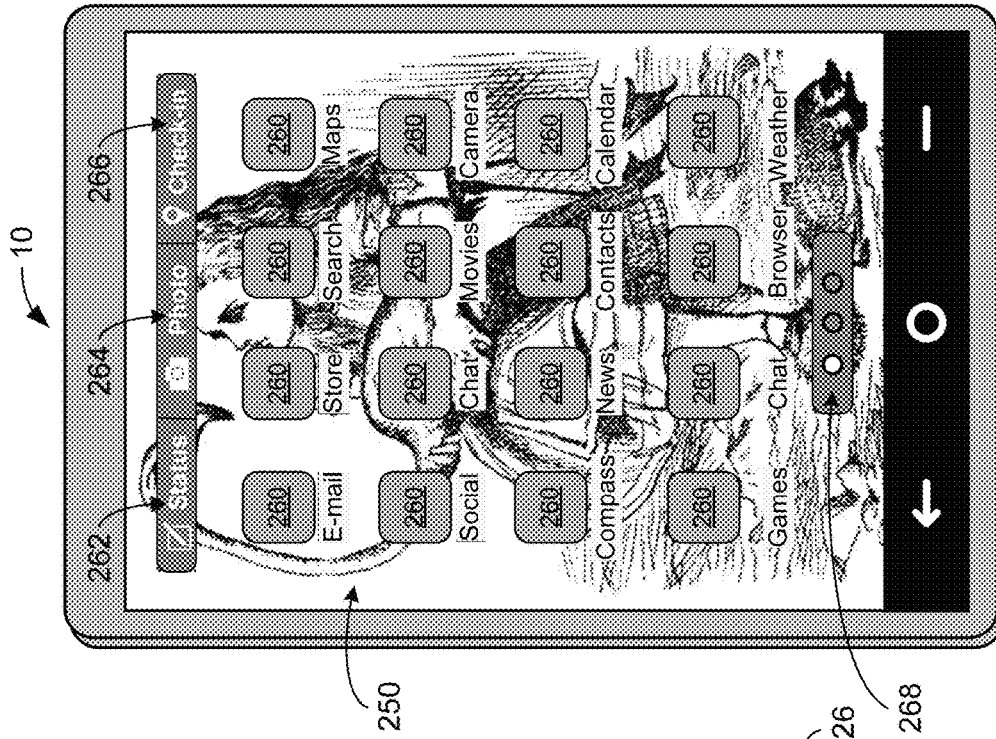 10
262 264 266
Status Photo Check-in
260 260 260 260
E-mail Store Search Maps
260 260 260 260
Social Chat Movies Camera
250
260 260 260 260
Compass News Contacts Calendar
260 260 260 260
Games Chat Browser Weather
26
268